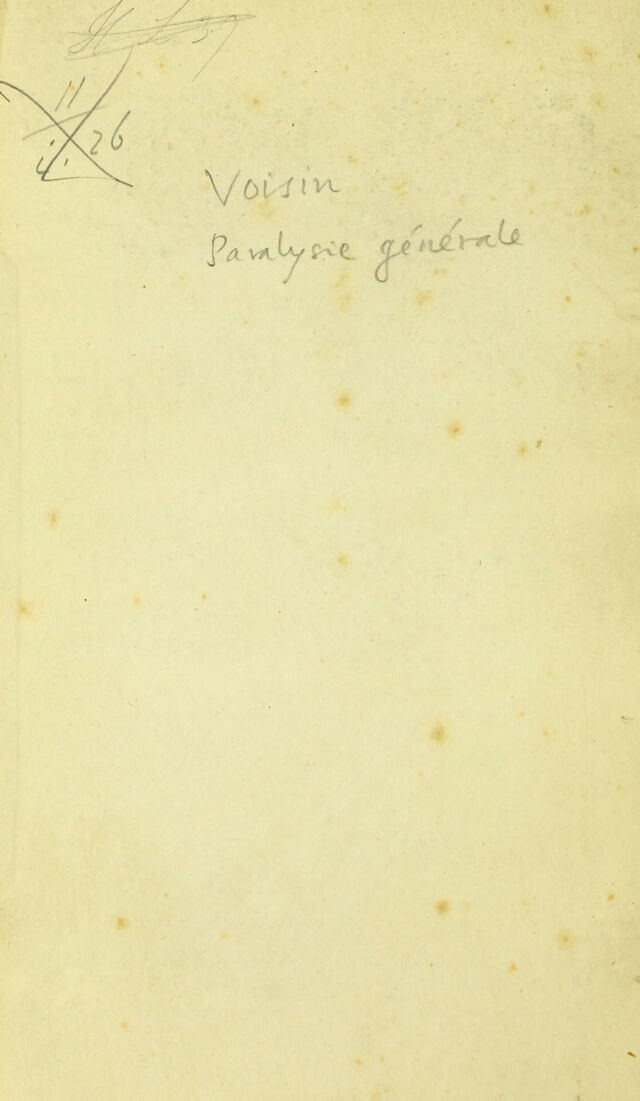 11
26
Voisin
Paralysie générale